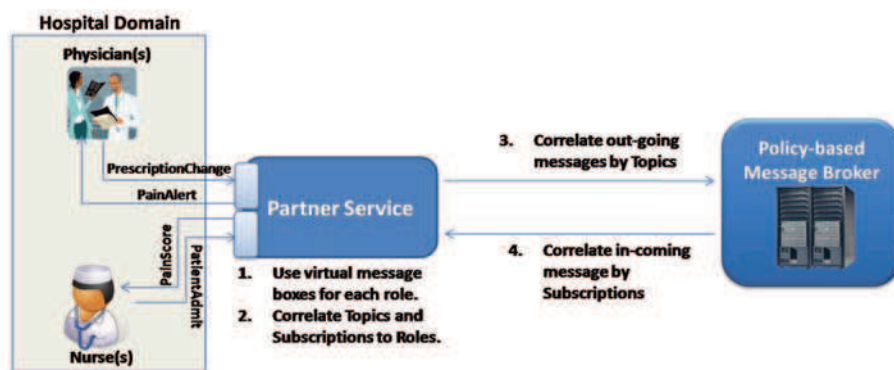 Hospital Domain
Physician(s)
PrescriptionChange
PainAlert
PainScore
PatientAdmit
Nurse(s)
Partner Service
1. Use virtual message
boxes for each role.
2. Correlate Topics and
Subscriptions to Roles.
3. Correlate out-going
messages by Topics
4. Correlate in-coming
message by
Subscriptions
Policy-based
Message Broker